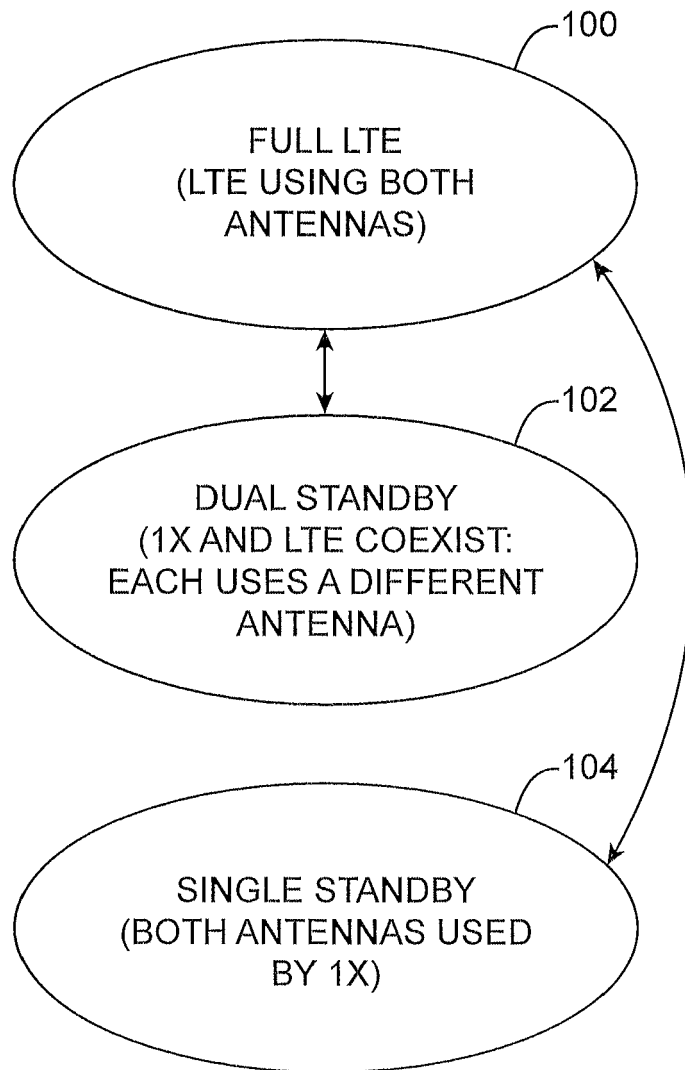 100
FULL LTE
(LTE USING BOTH
ANTENNAS)
102
DUAL STANDBY
(1X AND LTE COEXIST:
EACH USES A DIFFERENT
ANTENNA)
104
SINGLE STANDBY
(BOTH ANTENNAS USED
BY 1X)